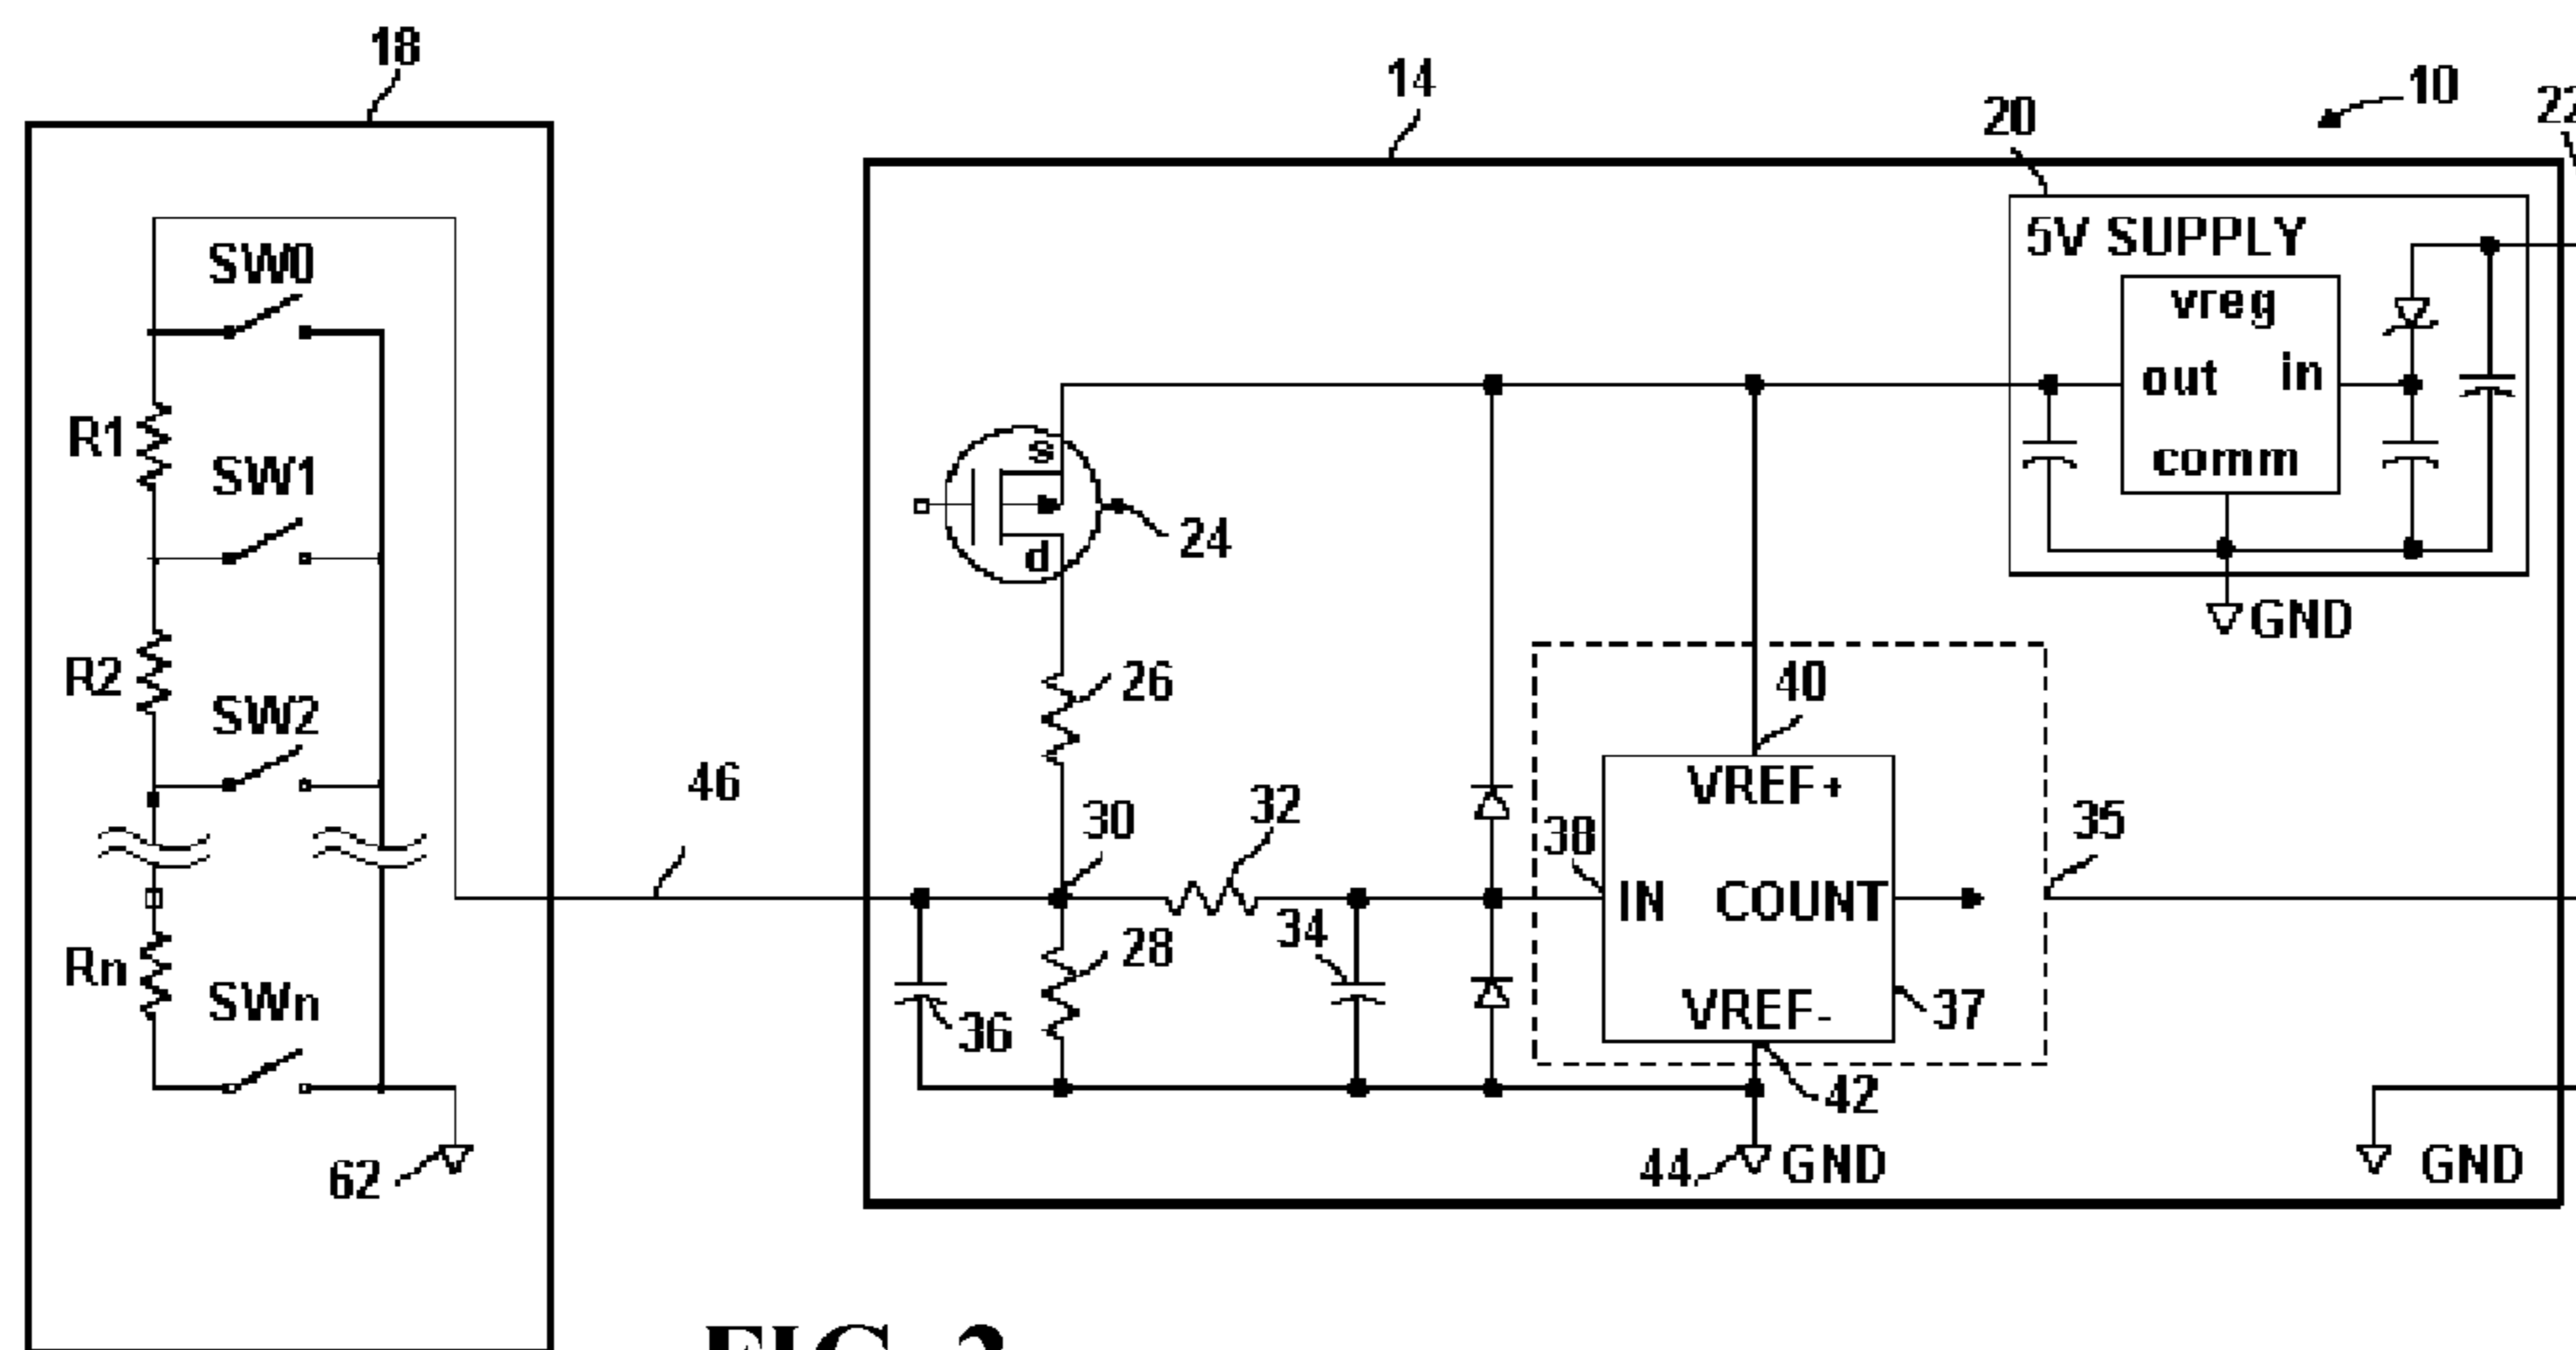 18
14
10
20
22
5V SUPPLY
SW0
vreg
out in
R1
s
SW1
comm
24
d
GND
R2
26
40
SW2
46
VREF+
30
32
38
35
IN COUNT
28
34
Rn
SWn
36
VREF-
37
42
62
44
GND
GND